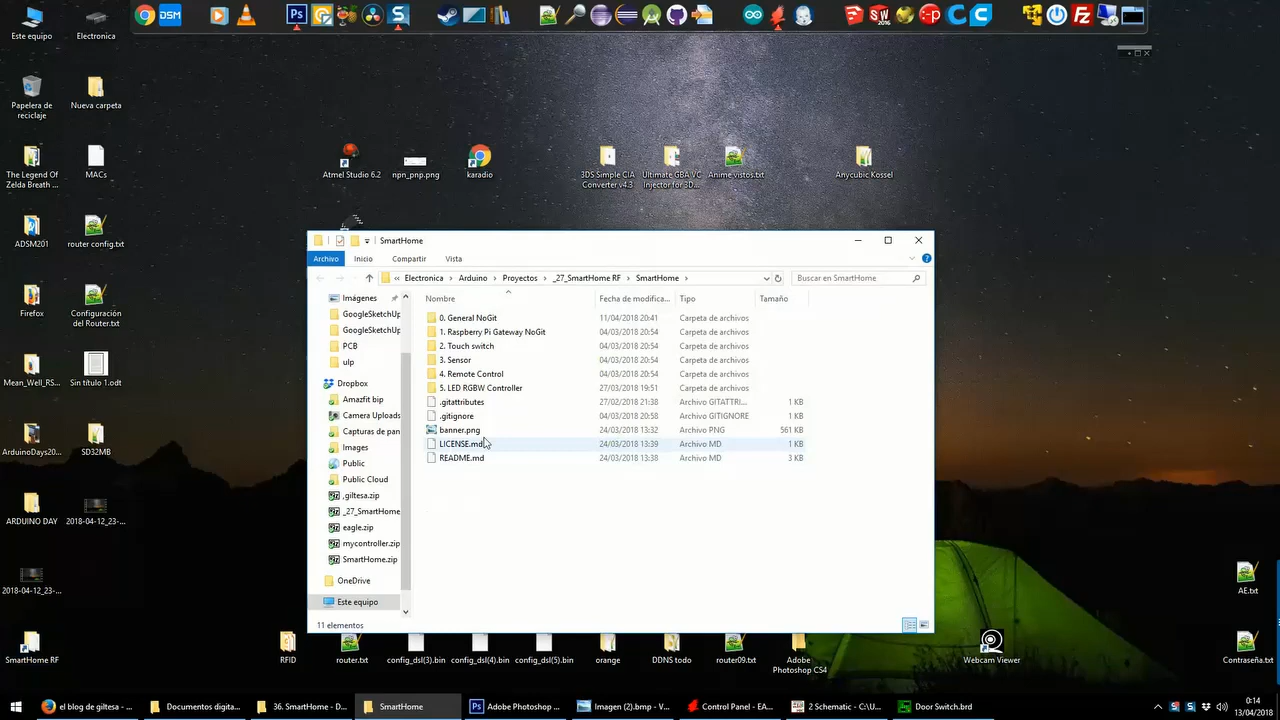 DSM
SW
2016
Este equipo
Electronica
Papelera de
reciclaje
Nueva carpeta
The Legend Of
Zelda Breath ...
MACs
Atmel Studio 6.2
npn_pnp.png
karadio
3DS Simple CIA
Converter v4.3
Ultimate GBA VC
Injector for 3D...
Anime vistos.txt
Anycubic Kossel
ADSM201
router config.txt
Firefox
Configuración
del Router.txt
Mean_Well_RS...
Sin título 1.odt
ArduinoDays20...
SD32MB
ARDUINO DAY
2018-04-12_23-...
2018-04-12_23-...
SmartHome RF
SmartHome
Archivo
Inicio
Compartir
Vista
« Electronica > Arduino > Proyectos > _27_SmartHome RF > SmartHome >
Buscar en SmartHome
Imágenes
GoogleSketchUp
GoogleSketchUp
PCB
ulp
Dropbox
Amazfit bip
Camera Uploads
Capturas de pan
Images
Public
Public Cloud
_giltesa.zip
_27_SmartHome
eagle.zip
mycontroller.zip
SmartHome.zip
OneDrive
Este equipo
Nombre Fecha de modifica... Tipo Tamaño
0. General NoGit 11/04/2018 20:41 Carpeta de archivos
1. Raspberry Pi Gateway NoGit 04/03/2018 20:54 Carpeta de archivos
2. Touch switch 04/03/2018 20:54 Carpeta de archivos
3. Sensor 04/03/2018 20:54 Carpeta de archivos
4. Remote Control 04/03/2018 20:54 Carpeta de archivos
5. LED RGBW Controller 27/03/2018 19:51 Carpeta de archivos
.gitattributes 27/02/2018 21:38 Archivo GITATTRI... 1 KB
.gitignore 04/03/2018 20:58 Archivo GITIGNORE 1 KB
banner.png 24/03/2018 13:32 Archivo PNG 561 KB
LICENSE.md 24/03/2018 13:39 Archivo MD 1 KB
README.md 24/03/2018 13:38 Archivo MD 3 KB
11 elementos
RFID
router.txt
config_dsl(3).bin
config_dsl(4).bin
config_dsl(5).bin
orange
DDNS todo
router09.txt
Adobe
Photoshop CS4
Webcam Viewer
AE.txt
Contraseña.txt
el blog de giltesa - ...
Documentos digita...
36. SmartHome - D...
SmartHome
Adobe Photoshop ...
Imagen (2).bmp - V...
Control Panel - EA...
2 Schematic - C:\U...
Door Switch.brd
0:14
13/04/2018